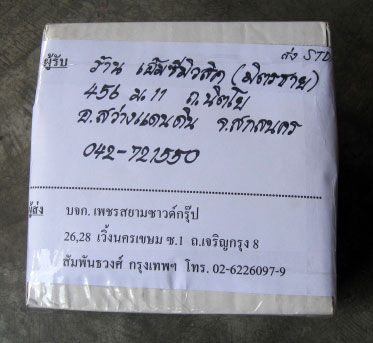 ส่ง STD
ผู้รับ ร้าน เอ็มซีมิวสิค (มิตรชาย)
456 ม.11 ถ.นิตโย
อ.สว่างแดนดิน จ.สกลนคร
042-721550
ผู้ส่ง บจก. เพชรสยามซาวด์กรุ๊ป
26,28 เวิ้งนครเขษม ซ.1 ถ.เจริญกรุง 8
สัมพันธวงศ์ กรุงเทพฯ โทร. 02-6226097-9